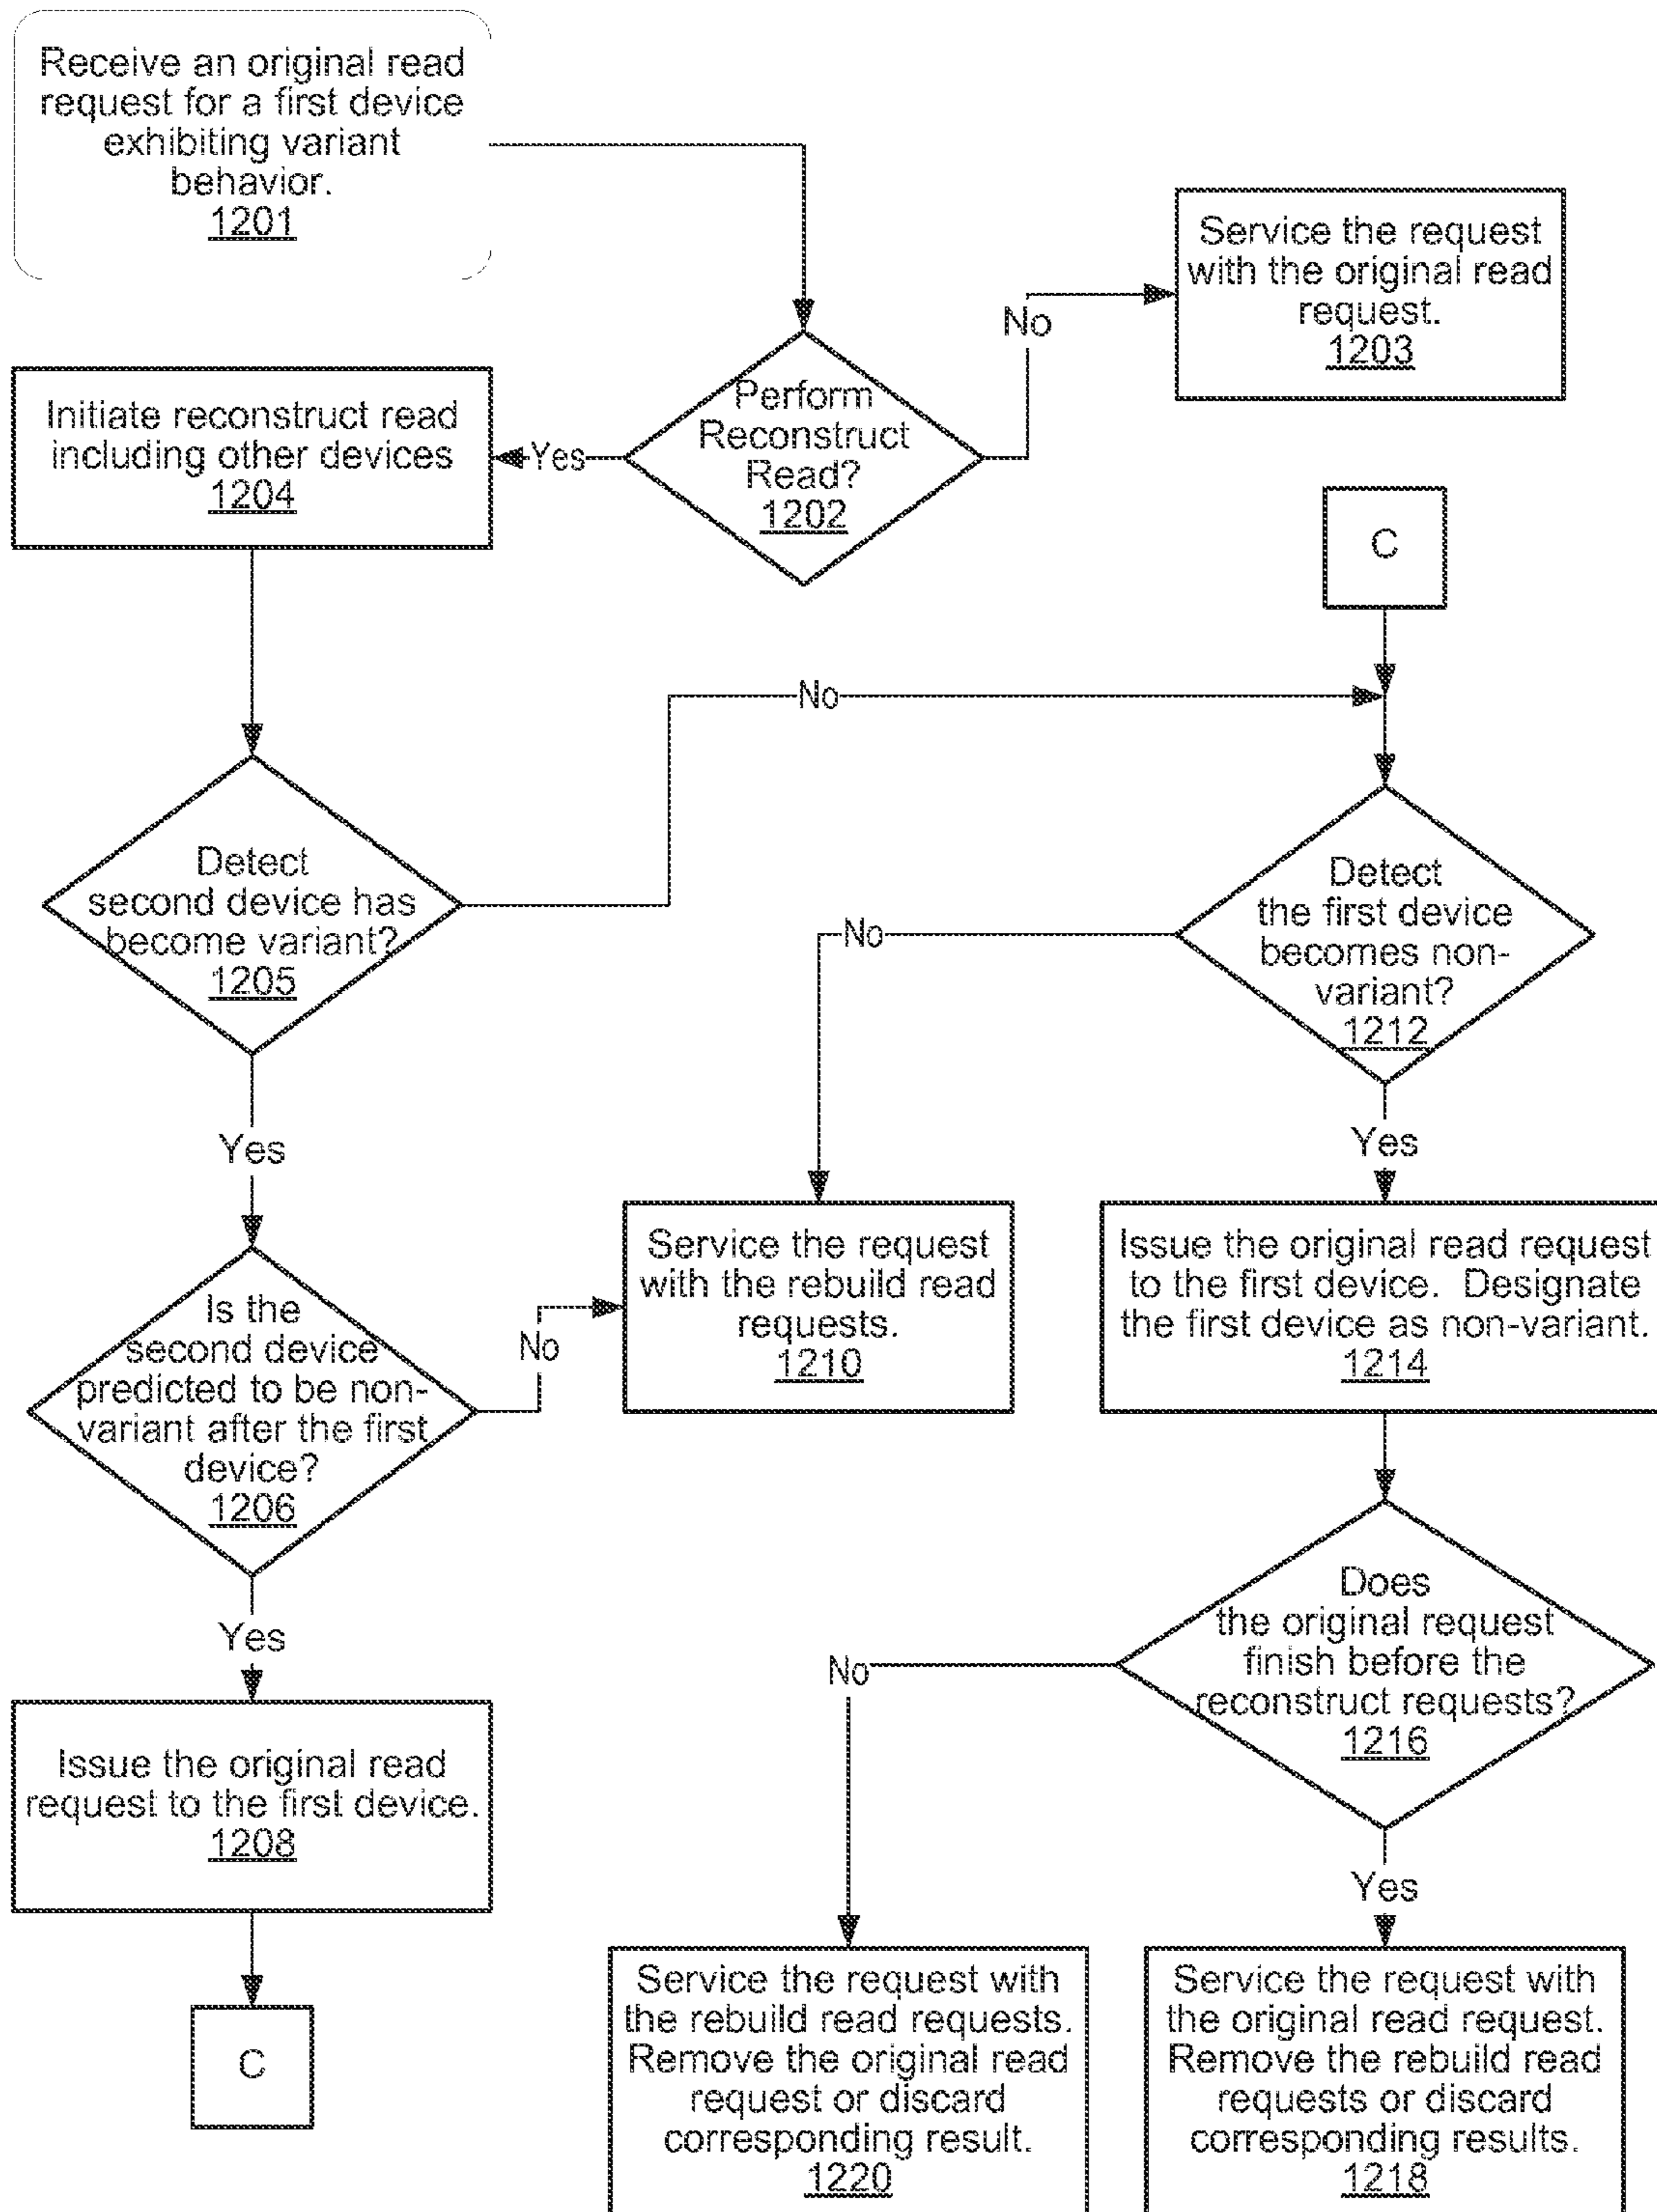 Receive an original read
request for a first device
exhibiting variant
behavior.
1201
Service the request
with the original read
request.
1203
No
Perform
Reconstruct
Read?
1202
Yes
Initiate reconstruct read
including other devices
1204
C
No
Detect
second device has
become variant?
1205
Detect
the first device
becomes non-
variant?
1212
No
Yes
Yes
Service the request
with the rebuild read
requests.
1210
Issue the original read request
to the first device. Designate
the first device as non-variant.
1214
Is the
second device
predicted to be non-
variant after the first
device?
1206
No
Yes
Does
the original request
finish before the
reconstruct requests?
1216
No
Yes
Issue the original read
request to the first device.
1208
C
Service the request with
the rebuild read requests.
Remove the original read
request or discard
corresponding result.
1220
Service the request with
the original read request.
Remove the rebuild read
requests or discard
corresponding results.
1218